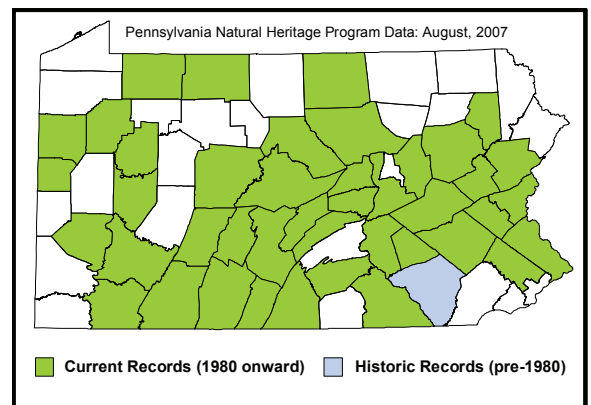 Pennsylvania Natural Heritage Program Data: August, 2007
Current Records (1980 onward)
Historic Records (pre-1980)